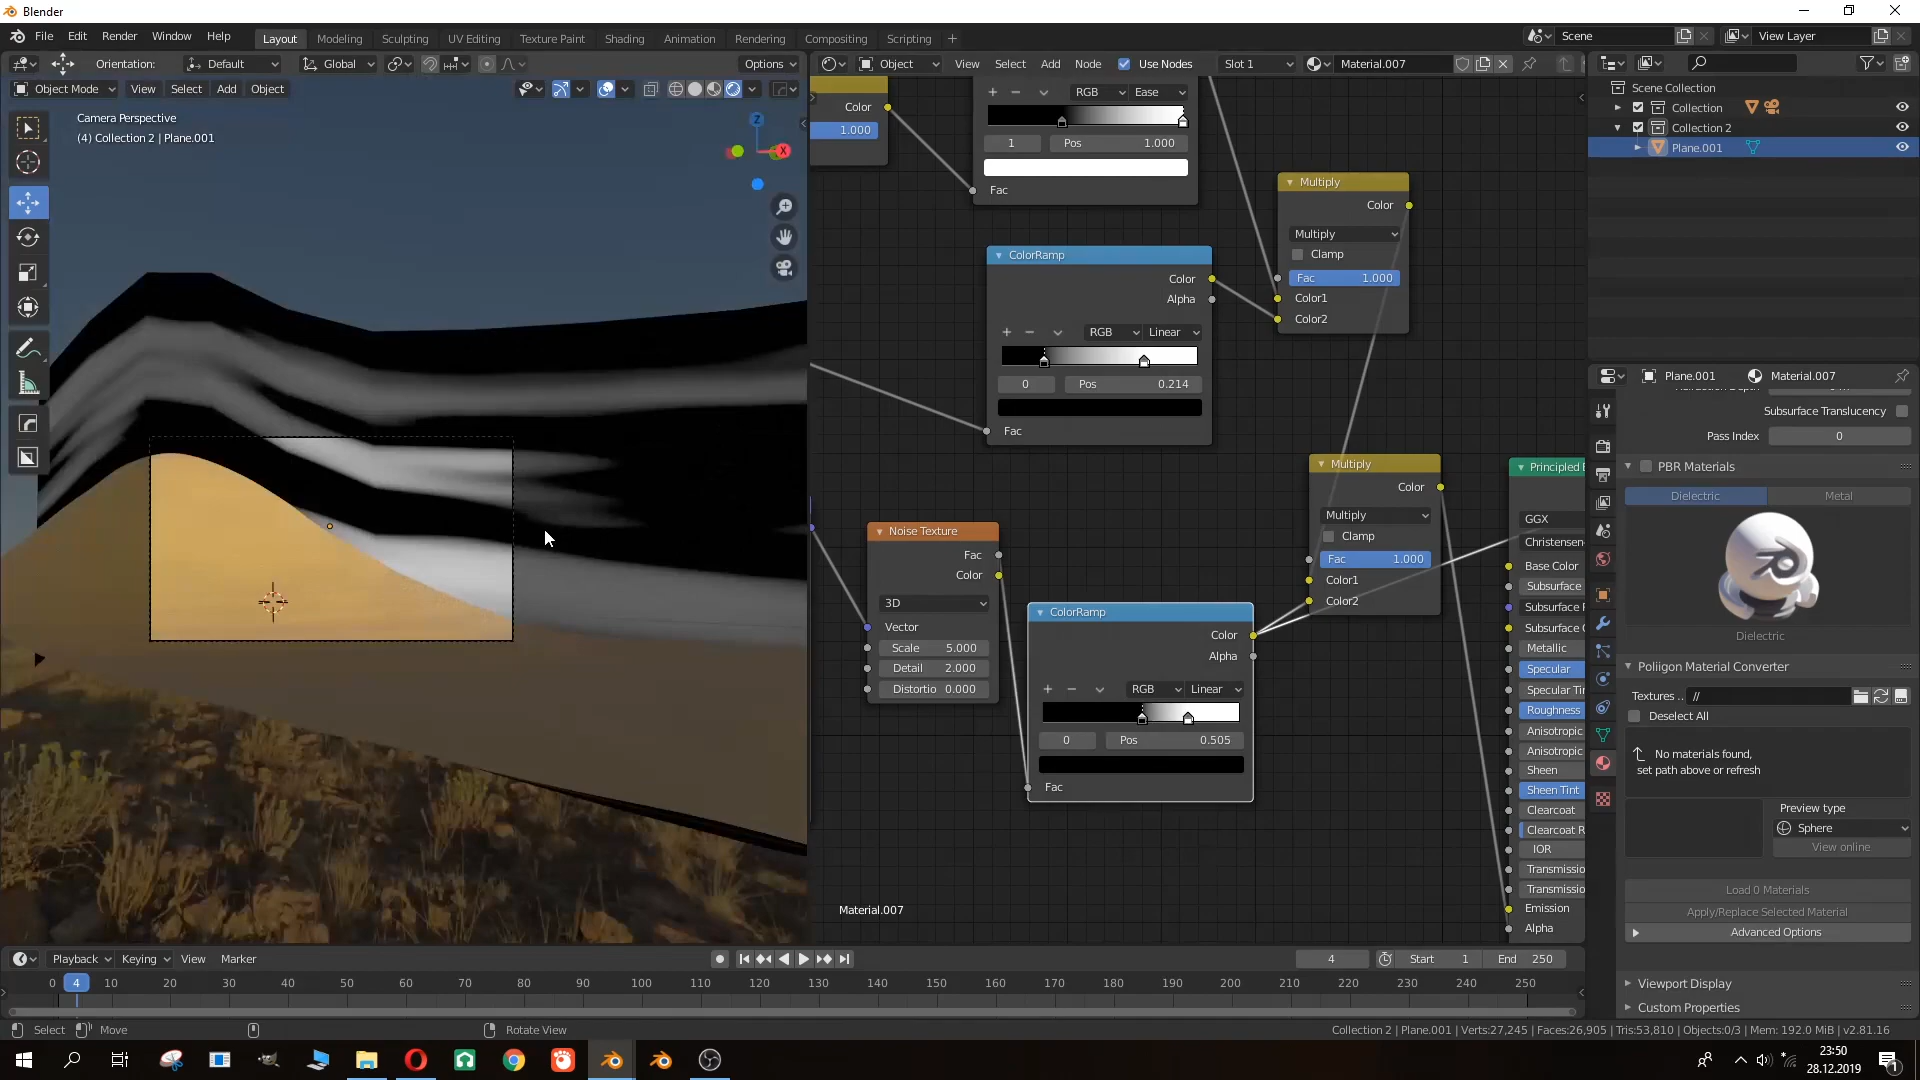 Blender
File Edit Render Window Help
Layout Modeling Sculpting UV Editing Texture Paint Shading Animation Rendering Compositing Scripting +
Scene
View Layer
Orientation: Default Global Options
Object Slot 1 Material.007
View Select Add Node Use Nodes
Object Mode View Select Add Object
Camera Perspective
(4) Collection 2 | Plane.001
Z
X
Color
1.000
RGB Ease
1 Pos 1.000
Fac
Multiply
Color
Multiply
Clamp
Fac 1.000
Color1
Color2
ColorRamp
Color
Alpha
RGB Linear
0 Pos 0.214
Fac
Multiply
Color
Multiply
Clamp
Fac 1.000
Color1
Color2
Noise Texture
Fac
Color
3D
Vector
Scale 5.000
Detail 2.000
Distortio 0.000
ColorRamp
Color
Alpha
RGB Linear
0 Pos 0.505
Fac
Principled B
GGX
Christensen
Base Color
Subsurface
Subsurface R
Subsurface C
Metallic
Specular
Specular Tin
Roughness
Anisotropic
Anisotropic
Sheen
Sheen Tint
Clearcoat
Clearcoat R
IOR
Transmissio
Transmissio
Emission
Alpha
Material.007
Scene Collection
Collection
Collection 2
Plane.001
Plane.001 Material.007
Subsurface Translucency
Pass Index 0
PBR Materials
Dielectric Metal
Dielectric
Poliigon Material Converter
Textures .. //
Deselect All
No materials found,
set path above or refresh
Preview type
Sphere
View online
Load 0 Materials
Apply/Replace Selected Material
Advanced Options
Viewport Display
Custom Properties
Playback Keying View Marker
4 Start 1 End 250
0 4 10 20 30 40 50 60 70 80 90 100 110 120 130 140 150 160 170 180 190 200 210 220 230 240 250
Select Move Rotate View
Collection 2 | Plane.001 | Verts:27,245 | Faces:26,905 | Tris:53,810 | Objects:0/3 | Mem: 192.0 MiB | v2.81.16
23:50
28.12.2019
1